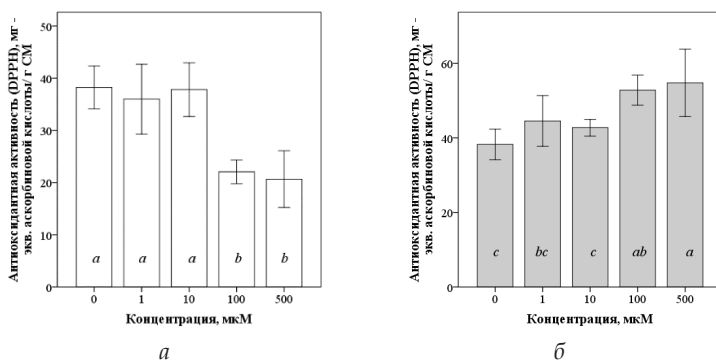 Антиоксидантная активность (DPPH), мг -
экв. аскорбиновой кислоты/ г СМ
50
40
30
20
10
0
a a a b b
0 1 10 100 500
Концентрация, мкМ
а
Антиоксидантная активность (DPPH), мг -
экв. аскорбиновой кислоты/ г СМ
60
40
20
0
c bc c ab a
0 1 10 100 500
Концентрация, мкМ
б